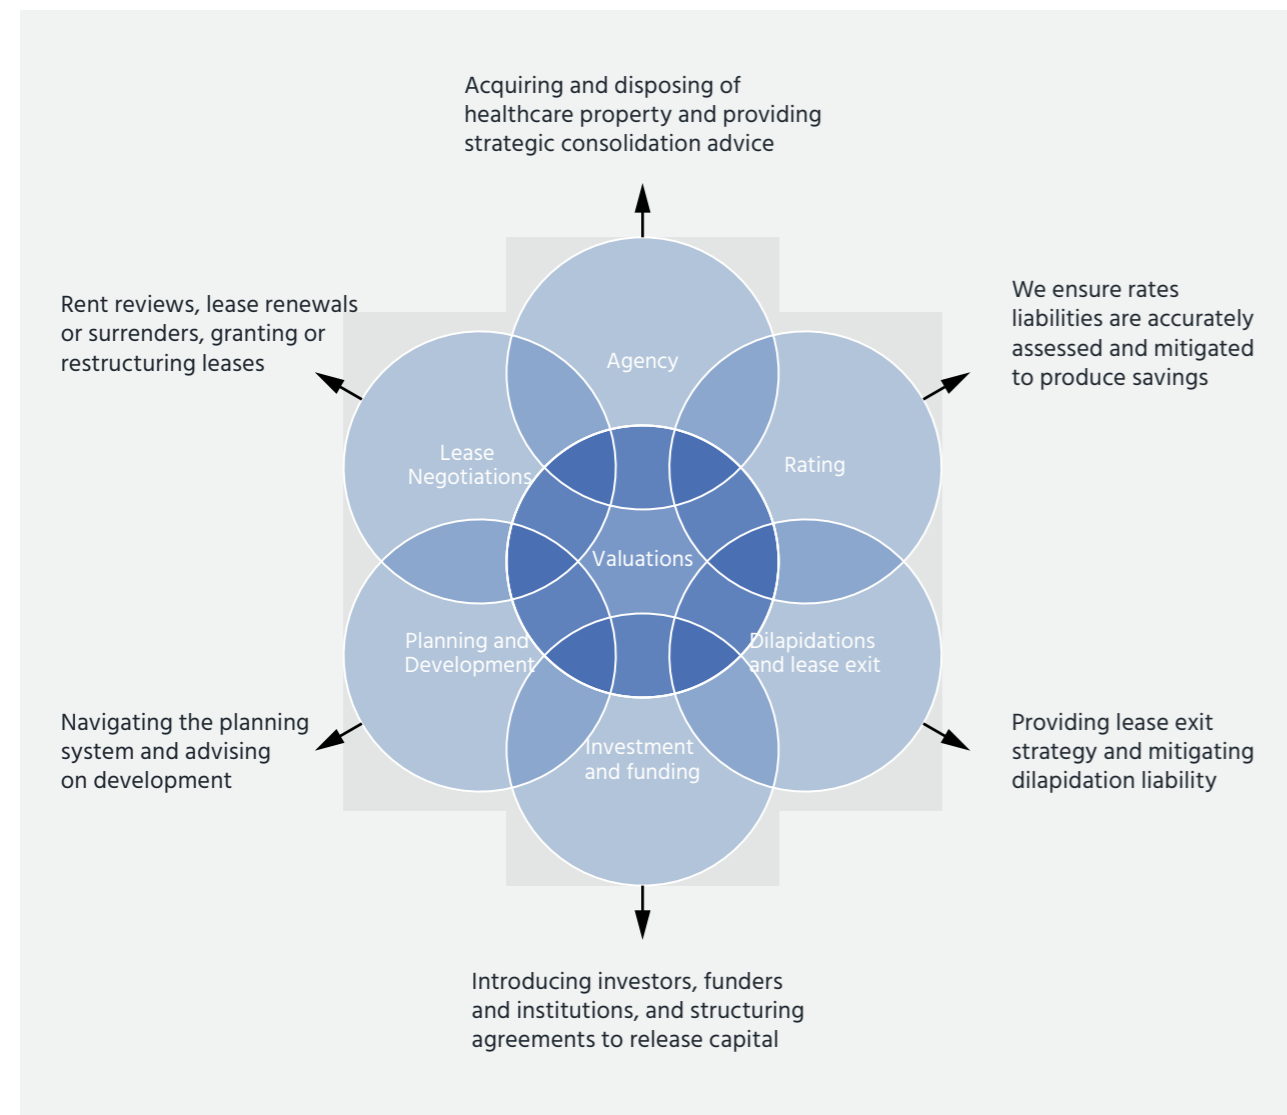 Acquiring and disposing of
healthcare property and providing
strategic consolidation advice
Rent reviews, lease renewals
or surrenders, granting or
restructuring leases
We ensure rates
liabilities are accurately
assessed and mitigated
to produce savings
Agency
Lease
Negotiations
Rating
Valuations
Planning and
Development
Dilapidations
and lease exit
Investment
and funding
Navigating the planning
system and advising
on development
Providing lease exit
strategy and mitigating
dilapidation liability
Introducing investors, funders
and institutions, and structuring
agreements to release capital